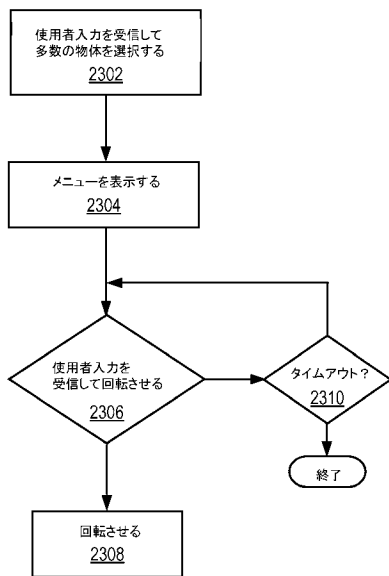 使用者入力を受信して
多数の物体を選択する
2302
メニューを表示する
2304
使用者入力を
受信して回転させる
2306
タイムアウト？
2310
終了
回転させる
2308